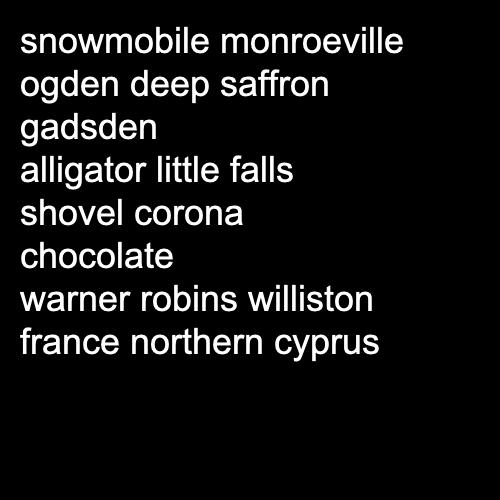 snowmobile monroeville
ogden deep saffron
gadsden
alligator little falls
shovel corona
chocolate
warner robins williston
france northern cyprus